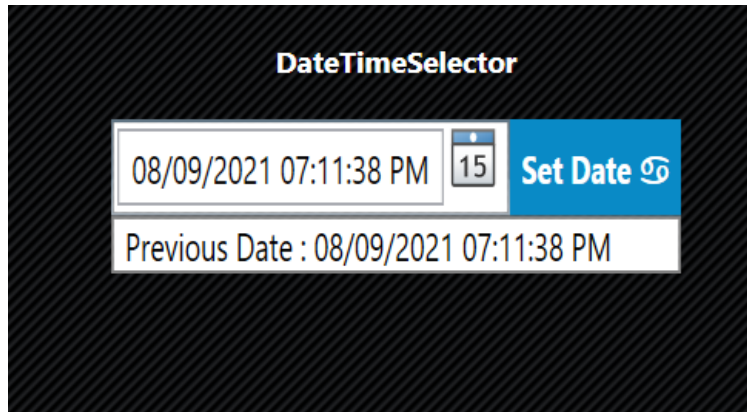 DateTimeSelector
08/09/2021 07:11:38 PM 15 Set Date ♋
Previous Date : 08/09/2021 07:11:38 PM